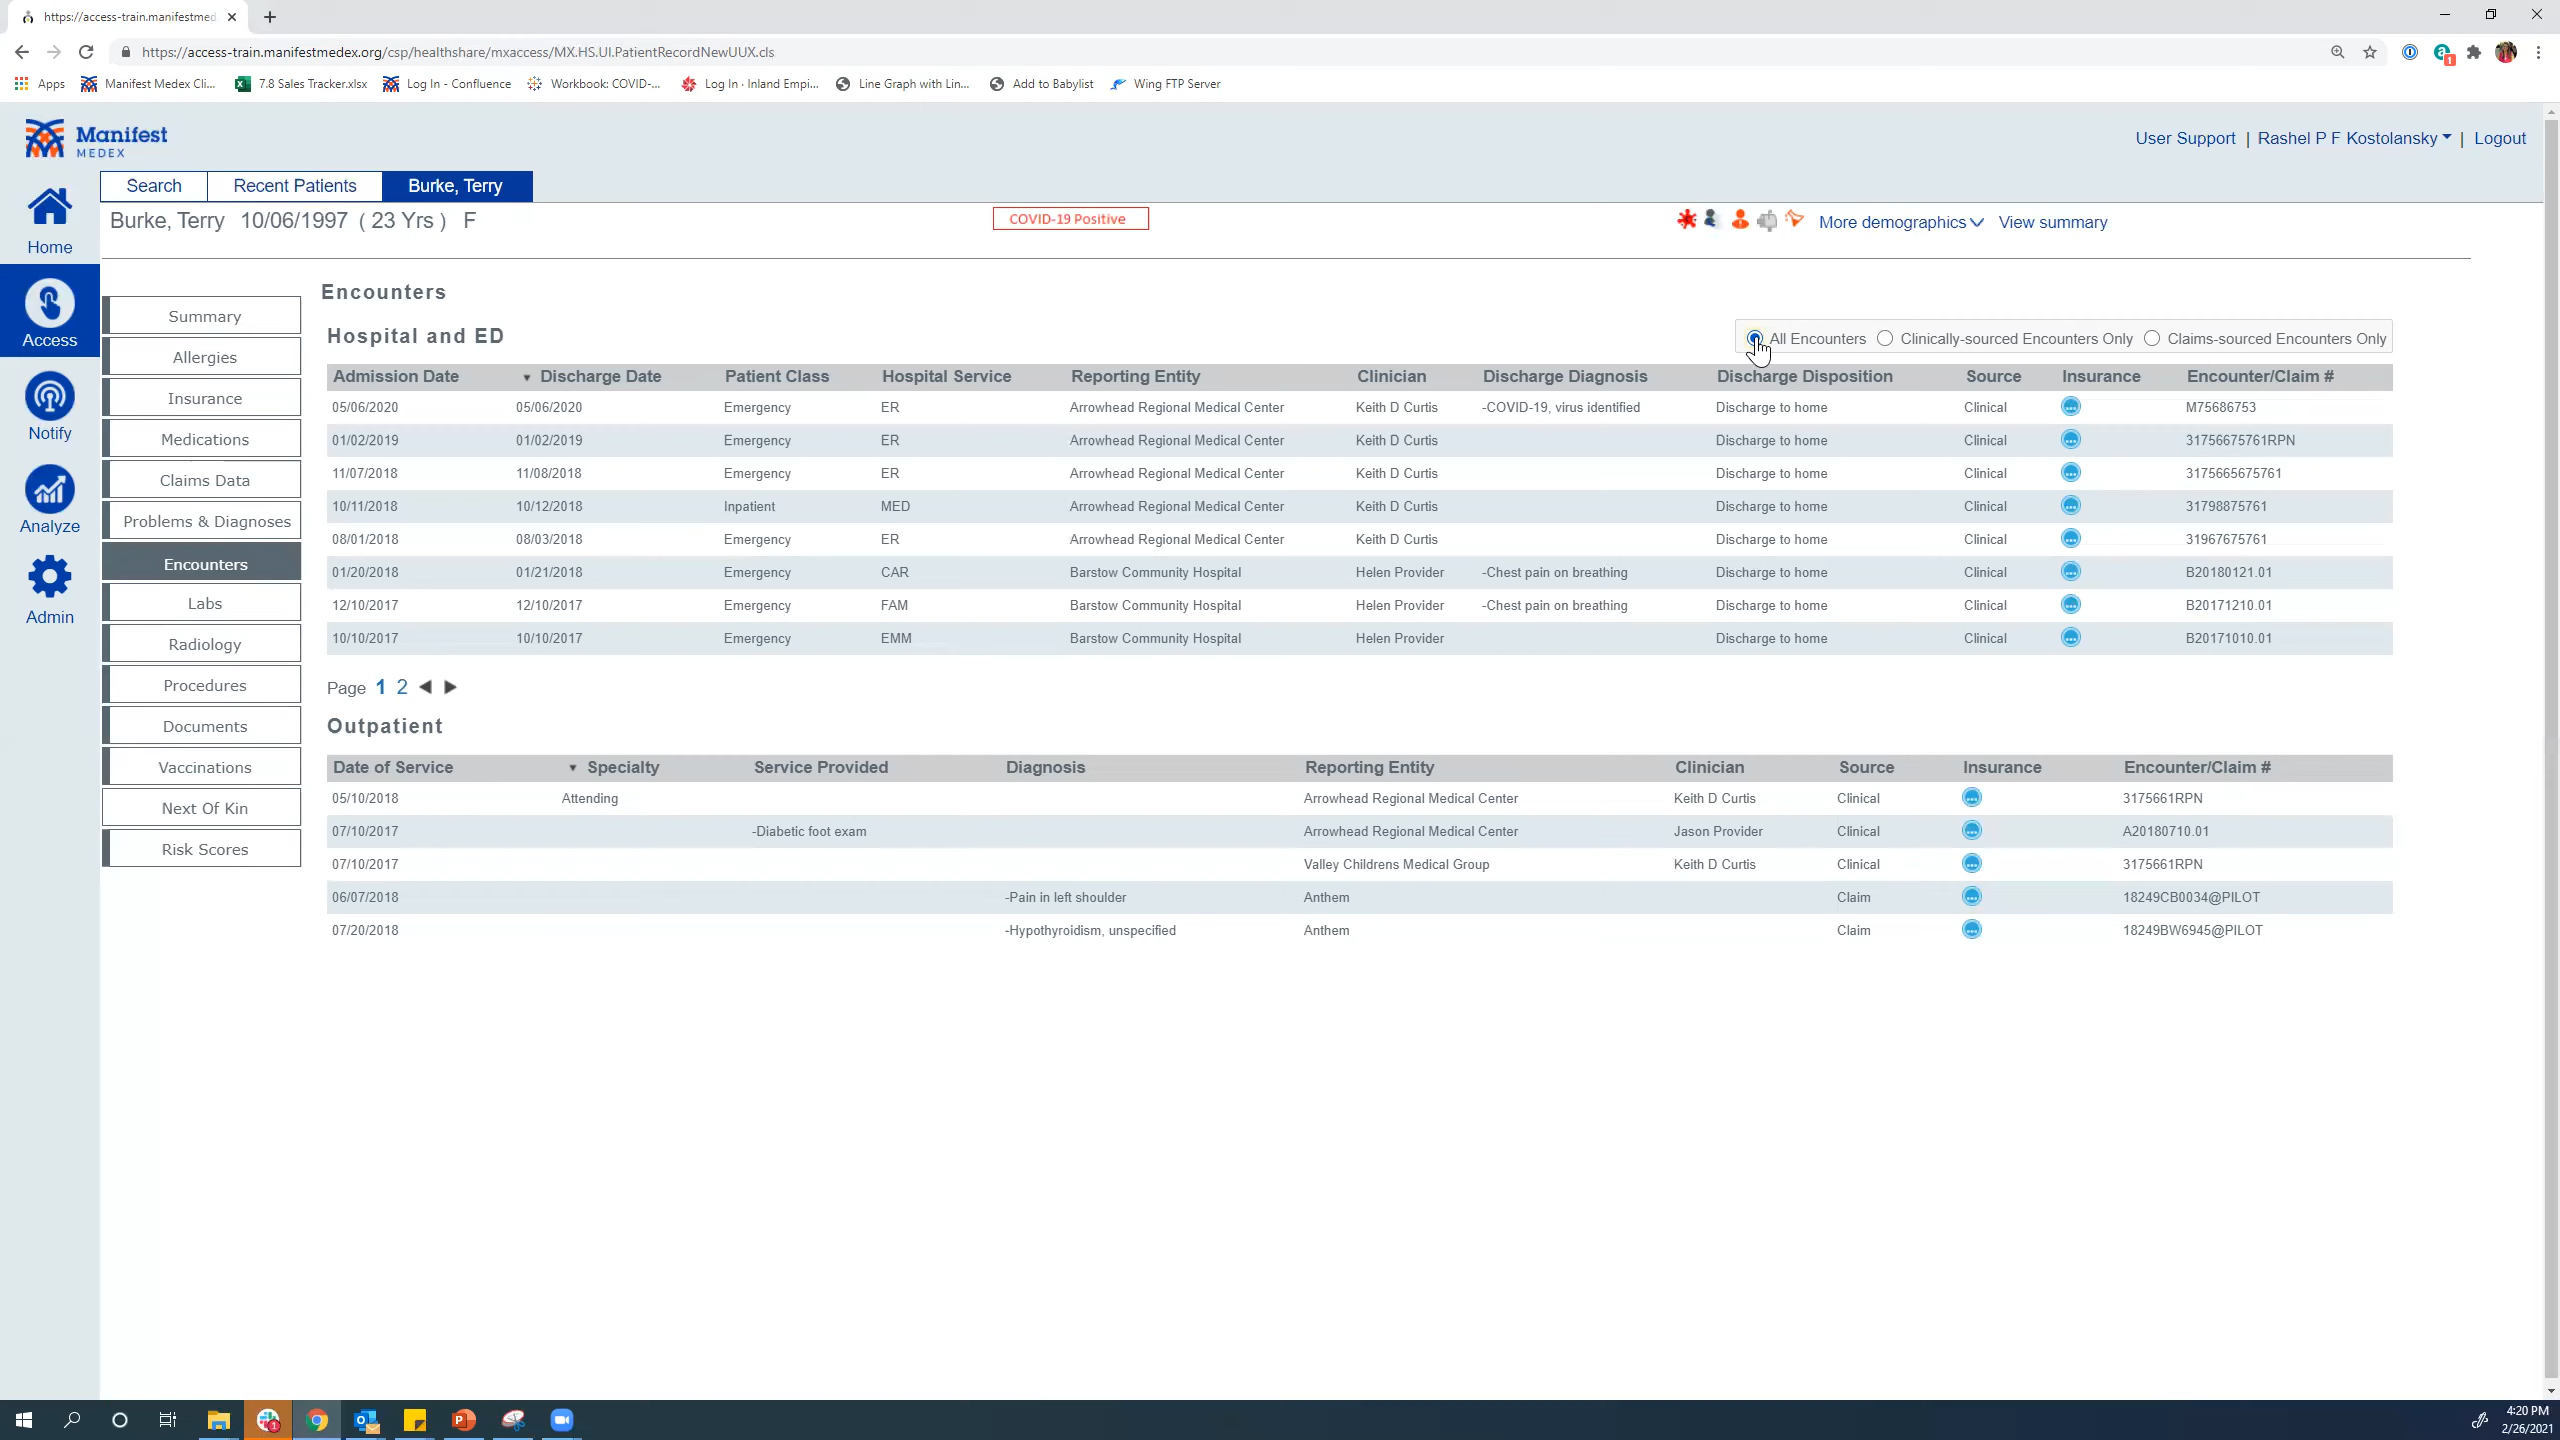 https://access-train.manifestmed
https://access-train.manifestmedex.org/csp/healthshare/mxaccess/MX.HS.UI.PatientRecordNewUUX.cls
Apps Manifest Medex Cli... 7.8 Sales Tracker.xlsx Log In - Confluence Workbook: COVID-... Log In · Inland Empi... Line Graph with Lin... Add to Babylist Wing FTP Server
Manifest
MEDEX
User Support | Rashel P F Kostolansky | Logout
Search Recent Patients Burke, Terry
Burke, Terry 10/06/1997 ( 23 Yrs ) F
COVID-19 Positive
More demographics View summary
Home
Access
Notify
Analyze
Admin
Summary
Allergies
Insurance
Medications
Claims Data
Problems & Diagnoses
Encounters
Labs
Radiology
Procedures
Documents
Vaccinations
Next Of Kin
Risk Scores
Encounters
Hospital and ED
All Encounters Clinically-sourced Encounters Only Claims-sourced Encounters Only
Admission Date Discharge Date Patient Class Hospital Service Reporting Entity Clinician Discharge Diagnosis Discharge Disposition Source Insurance Encounter/Claim #
05/06/2020 05/06/2020 Emergency ER Arrowhead Regional Medical Center Keith D Curtis -COVID-19, virus identified Discharge to home Clinical M75686753
01/02/2019 01/02/2019 Emergency ER Arrowhead Regional Medical Center Keith D Curtis Discharge to home Clinical 31756675761RPN
11/07/2018 11/08/2018 Emergency ER Arrowhead Regional Medical Center Keith D Curtis Discharge to home Clinical 3175665675761
10/11/2018 10/12/2018 Inpatient MED Arrowhead Regional Medical Center Keith D Curtis Discharge to home Clinical 31798875761
08/01/2018 08/03/2018 Emergency ER Arrowhead Regional Medical Center Keith D Curtis Discharge to home Clinical 31967675761
01/20/2018 01/21/2018 Emergency CAR Barstow Community Hospital Helen Provider -Chest pain on breathing Discharge to home Clinical B20180121.01
12/10/2017 12/10/2017 Emergency FAM Barstow Community Hospital Helen Provider -Chest pain on breathing Discharge to home Clinical B20171210.01
10/10/2017 10/10/2017 Emergency EMM Barstow Community Hospital Helen Provider Discharge to home Clinical B20171010.01
Page 1 2
Outpatient
Date of Service Specialty Service Provided Diagnosis Reporting Entity Clinician Source Insurance Encounter/Claim #
05/10/2018 Attending Arrowhead Regional Medical Center Keith D Curtis Clinical 3175661RPN
07/10/2017 -Diabetic foot exam Arrowhead Regional Medical Center Jason Provider Clinical A20180710.01
07/10/2017 Valley Childrens Medical Group Keith D Curtis Clinical 3175661RPN
06/07/2018 -Pain in left shoulder Anthem Claim 18249CB0034@PILOT
07/20/2018 -Hypothyroidism, unspecified Anthem Claim 18249BW6945@PILOT
4:20 PM
2/26/2021